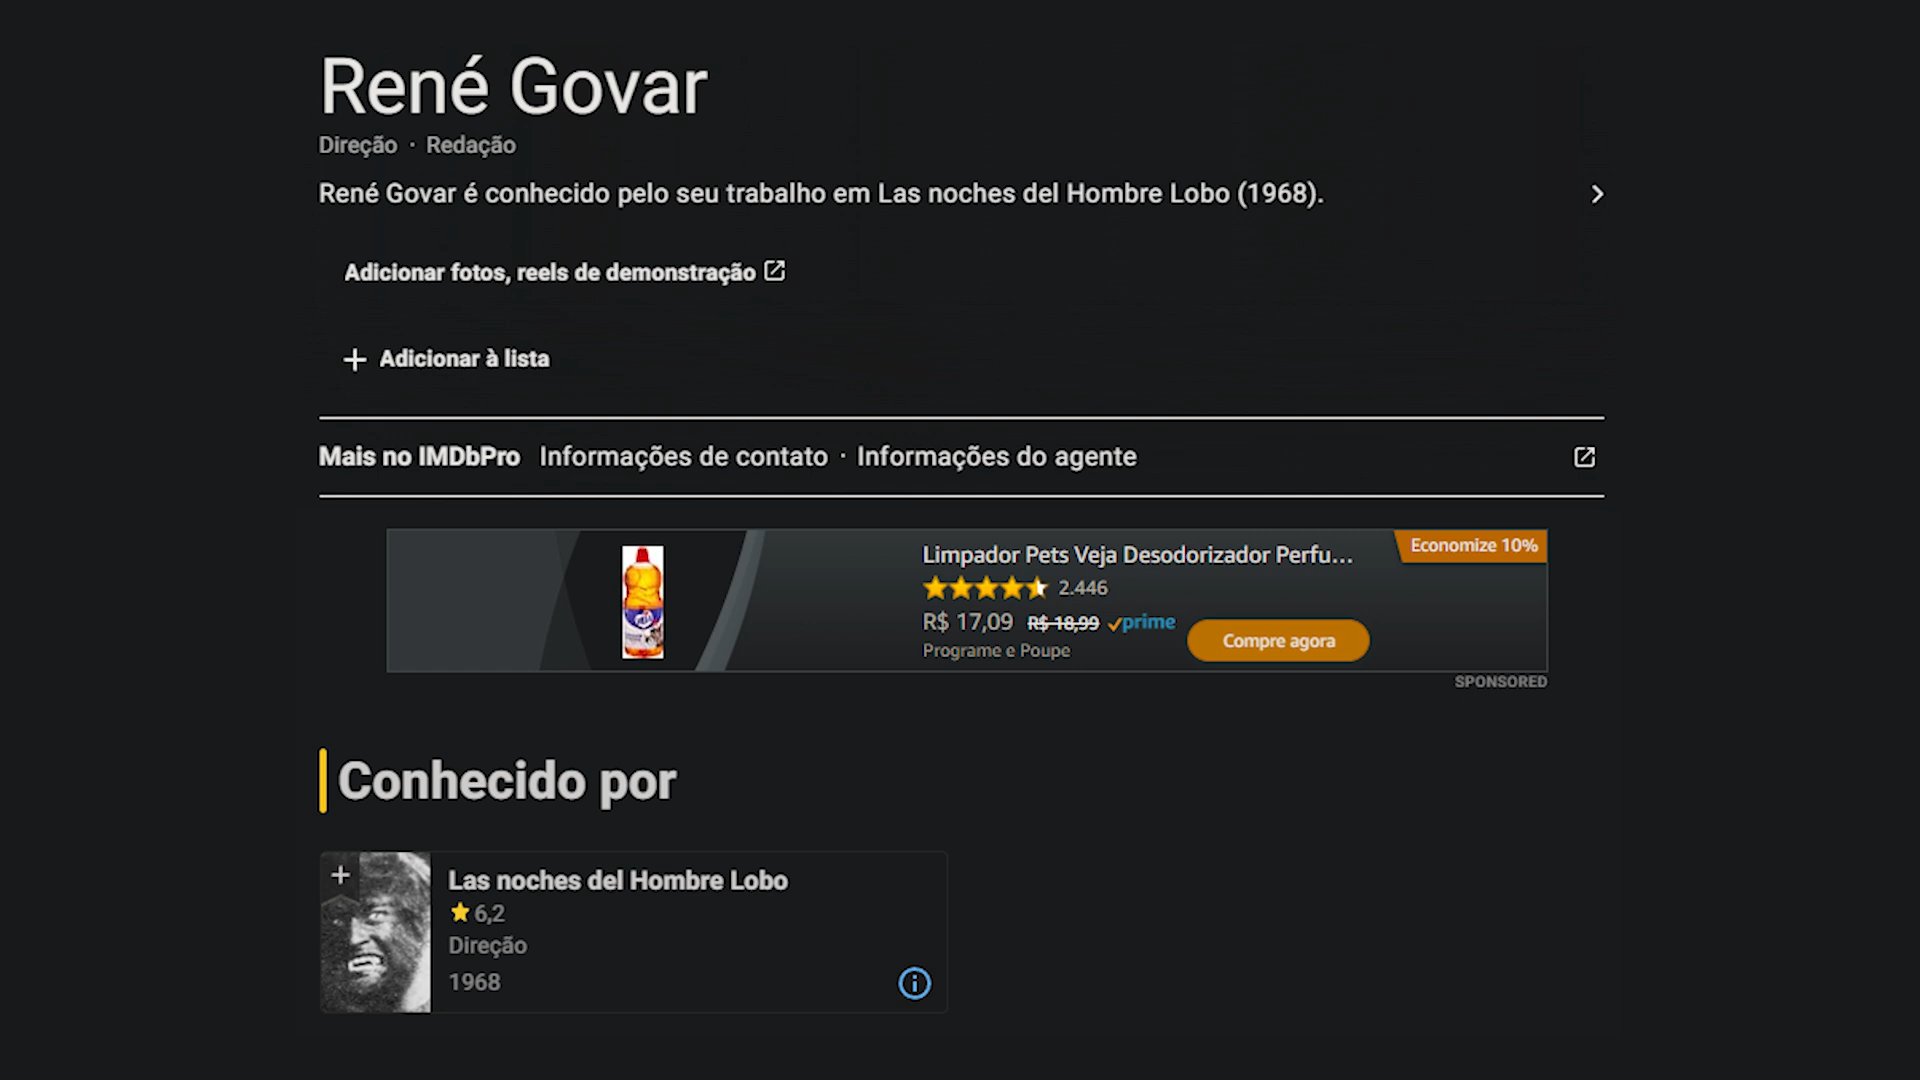 René Govar
Direção · Redação
René Govar é conhecido pelo seu trabalho em Las noches del Hombre Lobo (1968).
Adicionar fotos, reels de demonstração
+ Adicionar à lista
Mais no IMDbPro Informações de contato · Informações do agente
Economize 10%
Limpador Pets Veja Desodorizador Perfu...
2.446
R$ 17,09 R$ 18,99 prime
Programe e Poupe
Compre agora
SPONSORED
Conhecido por
Las noches del Hombre Lobo
6,2
Direção
1968